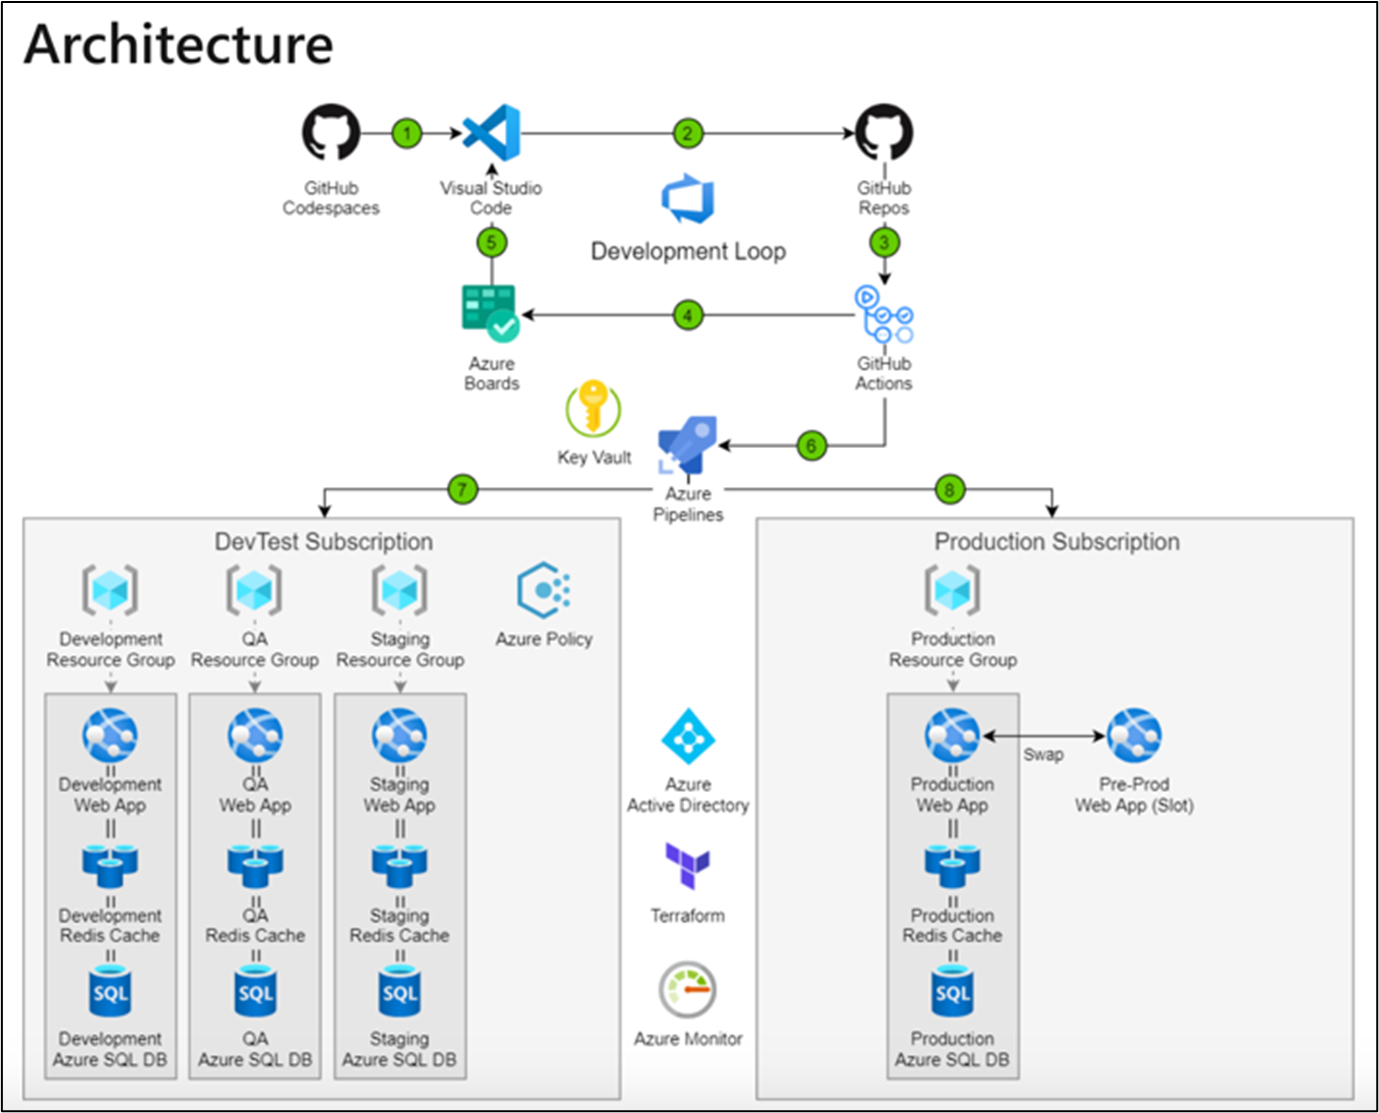 Architecture
1
2
GitHub
Codespaces
Visual Studio
Code
GitHub
Repos
5
Development Loop
3
4
Azure
Boards
GitHub
Actions
Key Vault
6
7
Azure
Pipelines
8
DevTest Subscription
Development
Resource Group
QA
Resource Group
Staging
Resource Group
Azure Policy
Development
Web App
QA
Web App
Staging
Web App
Development
Redis Cache
QA
Redis Cache
Staging
Redis Cache
SQL
SQL
SQL
Development
Azure SQL DB
QA
Azure SQL DB
Staging
Azure SQL DB
Azure
Active Directory
Terraform
Azure Monitor
Production Subscription
Production
Resource Group
Swap
Production
Web App
Pre-Prod
Web App (Slot)
Production
Redis Cache
SQL
Production
Azure SQL DB